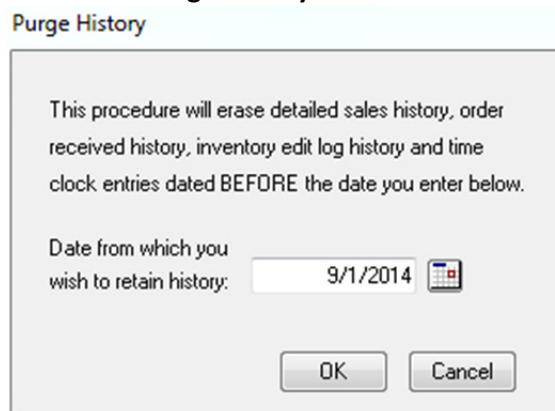 Purge History
This procedure will erase detailed sales history, order
received history, inventory edit log history and time
clock entries dated BEFORE the date you enter below.
Date from which you
wish to retain history:
9/1/2014
OK
Cancel